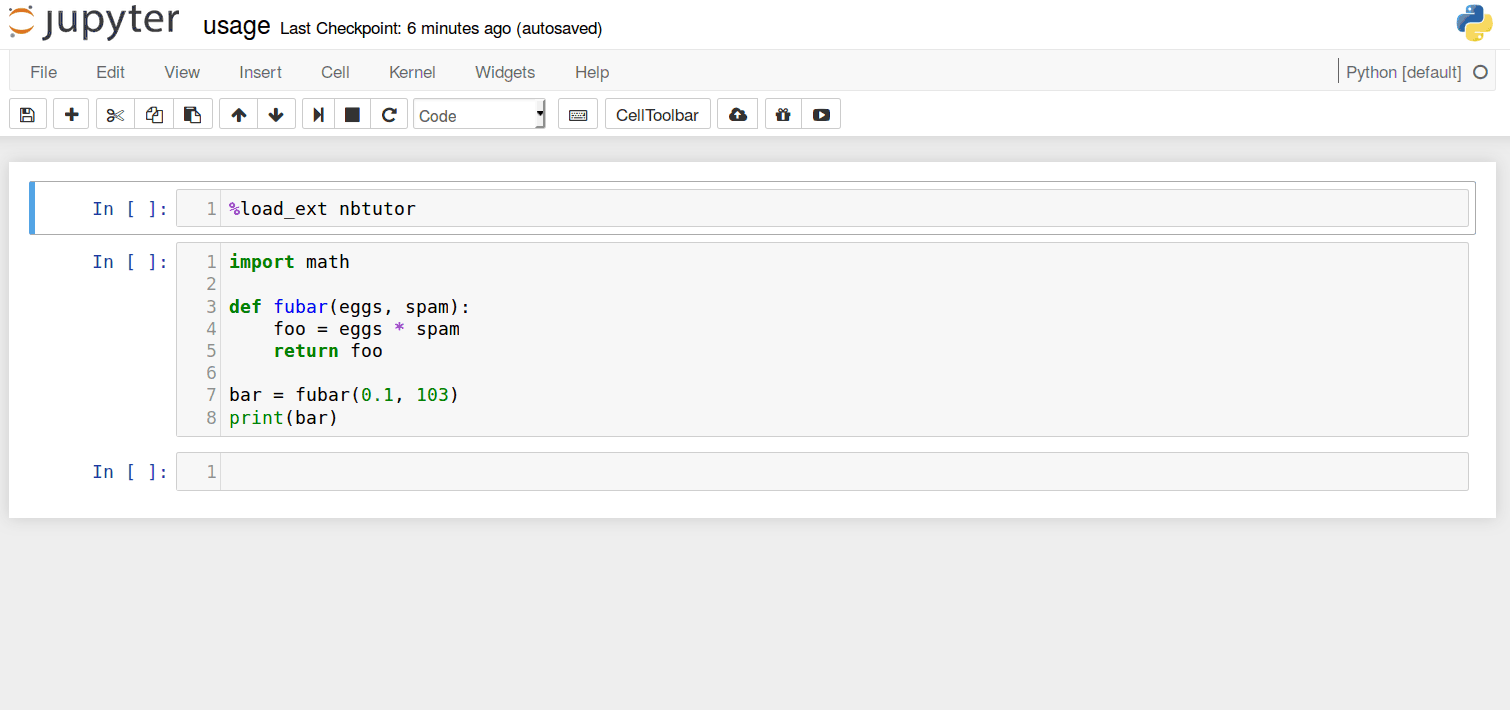 jupyter usage Last Checkpoint: 6 minutes ago (autosaved)
File Edit View Insert Cell Kernel Widgets Help Python [default]
Code CellToolbar
In [ ]: 1 %load_ext nbtutor
In [ ]: 1 import math
2
3 def fubar(eggs, spam):
4     foo = eggs * spam
5     return foo
6
7 bar = fubar(0.1, 103)
8 print(bar)
In [ ]: 1